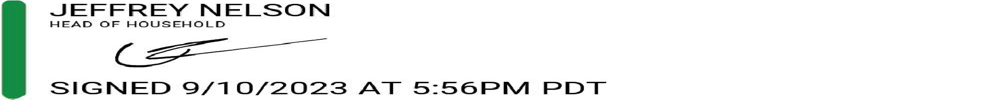 JEFFREY NELSON
HEAD OF HOUSEHOLD
SIGNED 9/10/2023 AT 5:56PM PDT